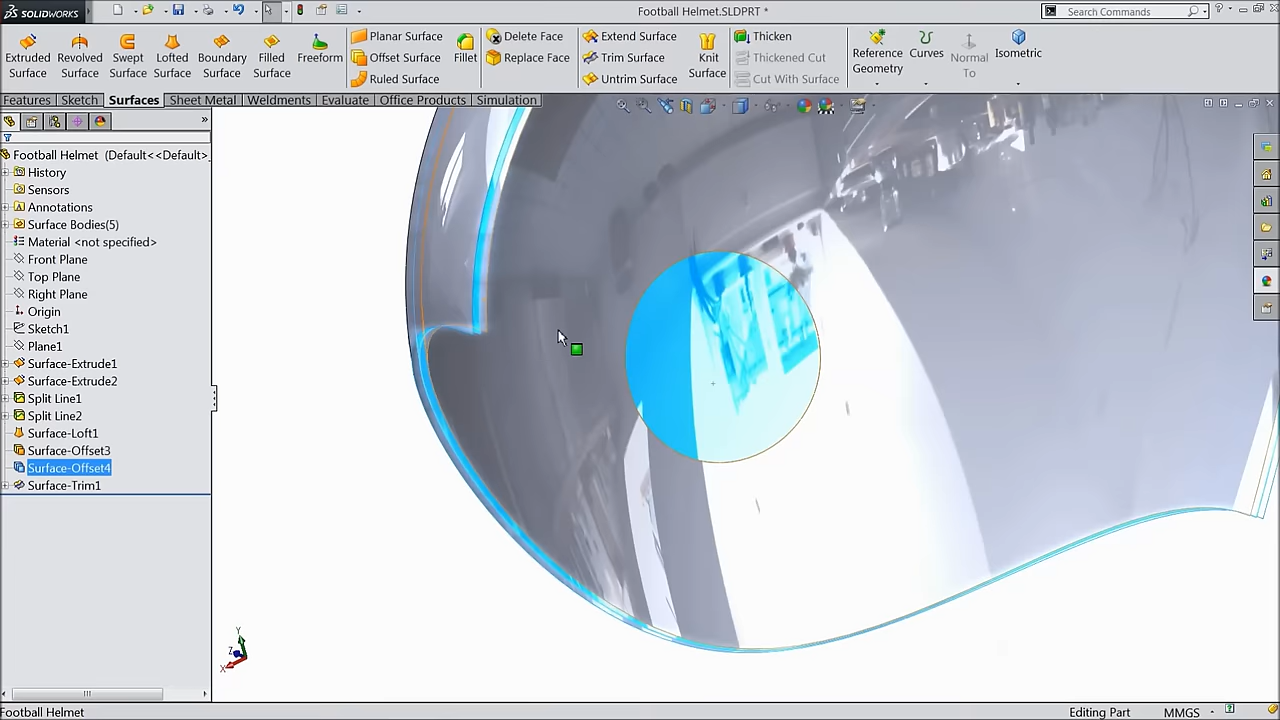 SOLIDWORKS
Football Helmet.SLDPRT *
Search Commands
Extruded Surface
Revolved Surface
Swept Surface
Lofted Surface
Boundary Surface
Filled Surface
Freeform
Planar Surface
Offset Surface
Ruled Surface
Fillet
Delete Face
Replace Face
Extend Surface
Trim Surface
Untrim Surface
Knit Surface
Thicken
Thickened Cut
Cut With Surface
Reference Geometry
Curves
Normal To
Isometric
Features
Sketch
Surfaces
Sheet Metal
Weldments
Evaluate
Office Products
Simulation
Football Helmet (Default<<Default>_
History
Sensors
Annotations
Surface Bodies(5)
Material <not specified>
Front Plane
Top Plane
Right Plane
Origin
Sketch1
Plane1
Surface-Extrude1
Surface-Extrude2
Split Line1
Split Line2
Surface-Loft1
Surface-Offset3
Surface-Offset4
Surface-Trim1
Y
Z
X
Football Helmet
Editing Part
MMGS